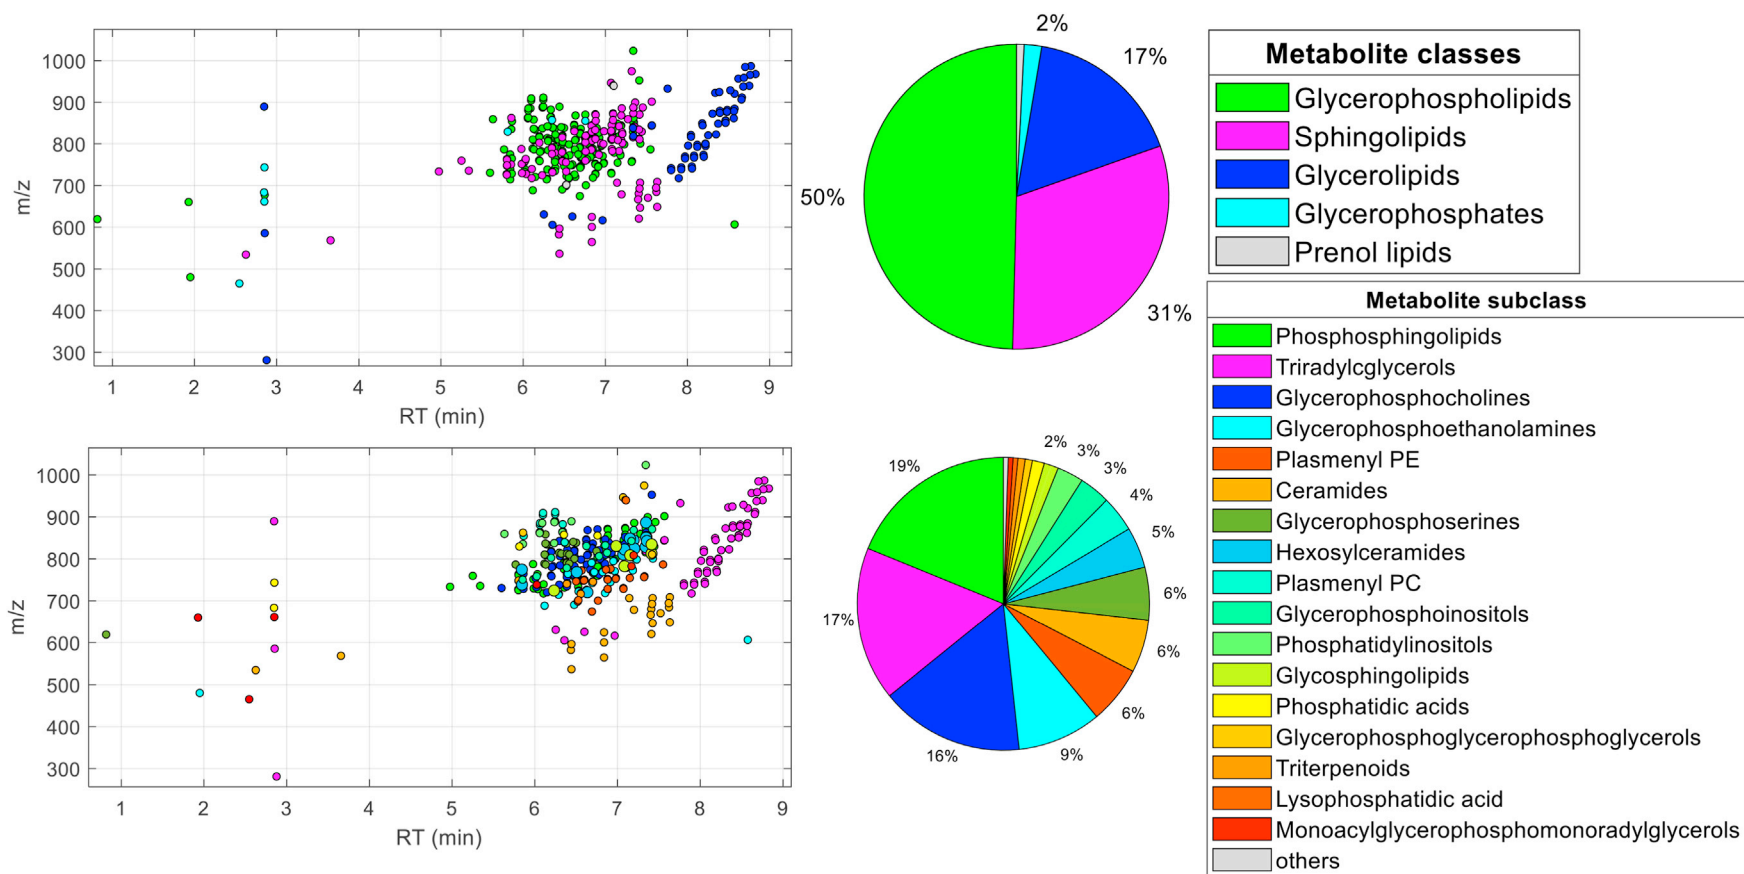 1000
900
800
700
600
500
400
300
m/z
1 2 3 4 5 6 7 8 9
RT (min)
2%
17%
50%
31%
Metabolite classes
Glycerophospholipids
Sphingolipids
Glycerolipids
Glycerophosphates
Prenol lipids
1000
900
800
700
600
500
400
300
m/z
1 2 3 4 5 6 7 8 9
RT (min)
2%
3%
3%
4%
5%
6%
6%
6%
9%
16%
17%
19%
Metabolite subclass
Phosphosphingolipids
Triradylcglycerols
Glycerophosphocholines
Glycerophosphoethanolamines
Plasmenyl PE
Ceramides
Glycerophosphoserines
Hexosylceramides
Plasmenyl PC
Glycerophosphoinositols
Phosphatidylinositols
Glycosphingolipids
Phosphatidic acids
Glycerophosphoglycerophosphoglycerols
Triterpenoids
Lysophosphatidic acid
Monoacylglycerophosphomonoradylglycerols
others